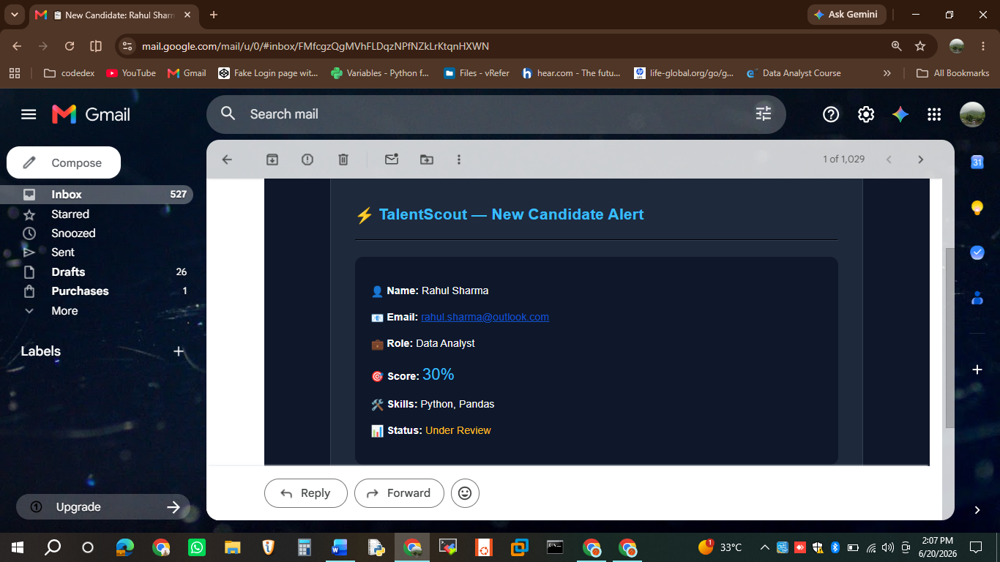 New Candidate: Rahul Sharm
Ask Gemini
mail.google.com/mail/u/0/#inbox/FMfcgzQgMVhFLDqzNPfNZkLrKtqnHXWN
codedex
YouTube
Gmail
Fake Login page wit...
Variables - Python f...
Files - vRefer
hear.com - The futu...
life-global.org/go/g...
Data Analyst Course
All Bookmarks
Gmail
Search mail
Compose
1 of 1,029
Inbox 527
Starred
Snoozed
Sent
Drafts 26
Purchases 1
More
Labels
Upgrade
⚡ TalentScout — New Candidate Alert
👤 Name: Rahul Sharma
📧 Email: rahul.sharma@outlook.com
💼 Role: Data Analyst
🎯 Score: 30%
🛠️ Skills: Python, Pandas
📊 Status: Under Review
Reply
Forward
31
1
33°C
2:07 PM
6/20/2026